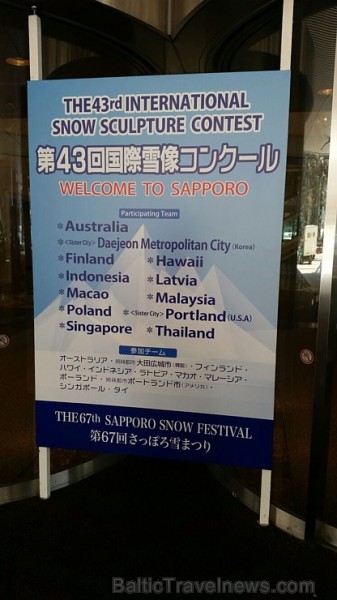 THE 43rd INTERNATIONAL
SNOW SCULPTURE CONTEST
第43回国際雪像コンクール
WELCOME TO SAPPORO
Participating Team
* Australia
* <Sister City> Daejeon Metropolitan City (Korea)
* Finland * Hawaii
* Indonesia * Latvia
* Macao * Malaysia
* Poland * <Sister City> Portland (U.S.A)
* Singapore * Thailand
参加チーム
オーストラリア・姉妹都市 大田広域市(韓国)・フィンランド・
ハワイ・インドネシア・ラトビア・マカオ・マレーシア・
ポーランド・姉妹都市 ポートランド市(アメリカ)・
シンガポール・タイ
THE 67th SAPPORO SNOW FESTIVAL
第67回さっぽろ雪まつり
BalticTravelnews.com